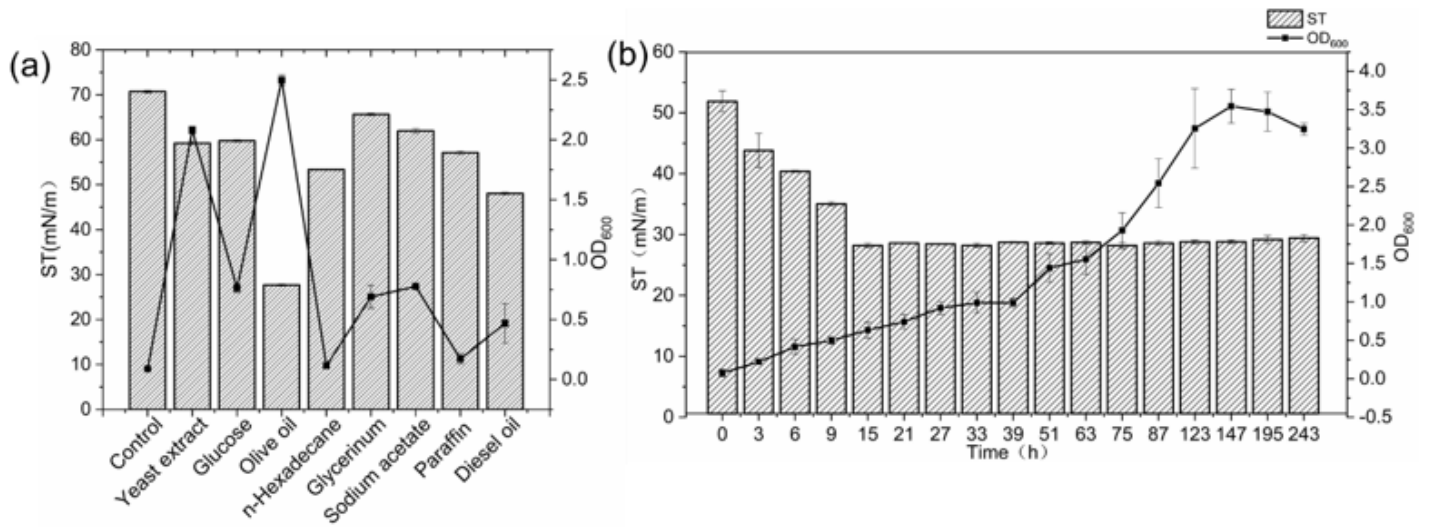 (a)
80
70
60
50
40
30
20
10
0
ST(mN/m)
2.5
2.0
1.5
1.0
0.5
0.0
OD600
Control
Yeast extract
Glucose
Olive oil
n-Hexadecane
Glycerinum
Sodium acetate
Paraffin
Diesel oil
(b)
ST
OD600
60
50
40
30
20
10
0
ST（mN/m）
4.0
3.5
3.0
2.5
2.0
1.5
1.0
0.5
0.0
-0.5
OD600
0 3 6 9 15 21 27 33 39 51 63 75 87 123 147 195 243
Time（h）